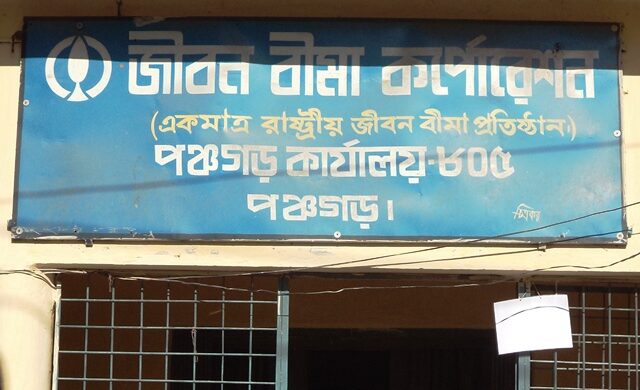 জীবন বীমা কর্পোরেশন
(একমাত্র রাষ্ট্রীয় জীবন বীমা প্রতিষ্ঠান।)
পঞ্চগড় কার্যালয়-৮০৫
পঞ্চগড়।